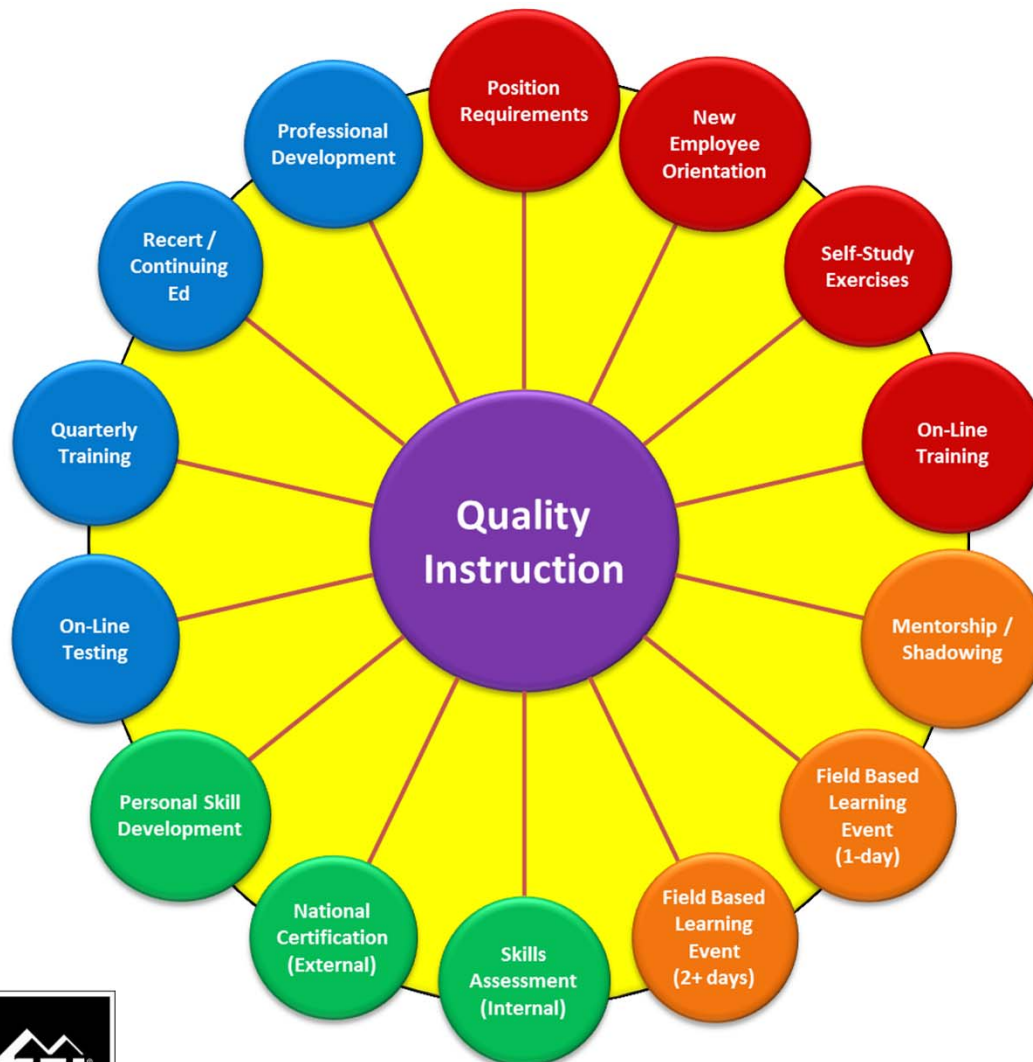 Position
Requirements
New
Employee
Orientation
Self-Study
Exercises
On-Line
Training
Mentorship /
Shadowing
Field Based
Learning
Event
(1-day)
Field Based
Learning
Event
(2+ days)
Skills
Assessment
(Internal)
National
Certification
(External)
Personal Skill
Development
On-Line
Testing
Quarterly
Training
Recert /
Continuing
Ed
Professional
Development
Quality
Instruction